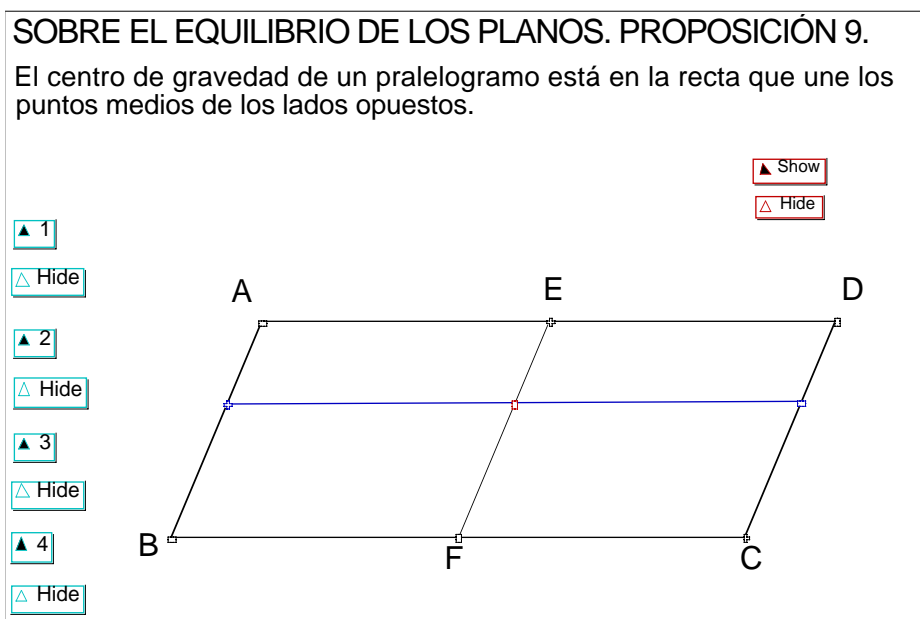 SOBRE EL EQUILIBRIO DE LOS PLANOS. PROPOSICIÓN 9.
El centro de gravedad de un pralelogramo está en la recta que une los
puntos medios de los lados opuestos.
Show
Hide
1
Hide
A E D
2
Hide
3
Hide
4
B F C
Hide